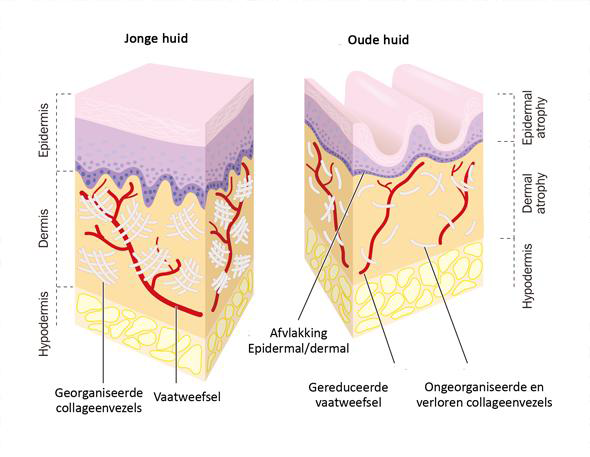 Jonge huid
Oude huid
Epidermis
Dermis
Hypodermis
Epidermal
atrophy
Dermal
atrophy
Hypodermis
Afvlakking
Epidermal/dermal
Georganiseerde
collageenvezels
Vaatweefsel
Gereduceerde
vaatweefsel
Ongeorganiseerde en
verloren collageenvezels